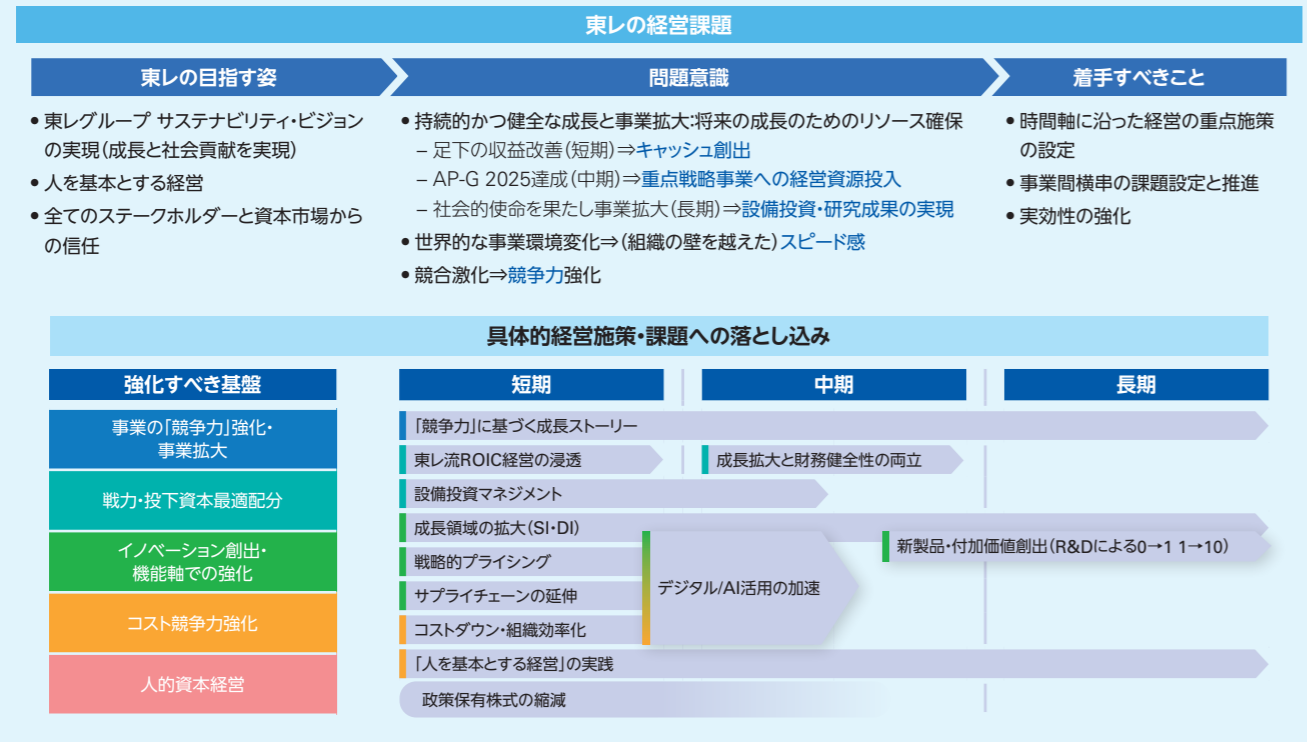 東レの経営課題
東レの目指す姿
• 東レグループ サステナビリティ・ビジョン
の実現(成長と社会貢献を実現)
• 人を基本とする経営
• 全てのステークホルダーと資本市場から
の信任
問題意識
• 持続的かつ健全な成長と事業拡大:将来の成長のためのリソース確保
– 足下の収益改善(短期)⇒キャッシュ創出
– AP-G 2025達成(中期)⇒重点戦略事業への経営資源投入
– 社会的使命を果たし事業拡大(長期)⇒設備投資・研究成果の実現
• 世界的な事業環境変化⇒(組織の壁を越えた)スピード感
• 競合激化⇒競争力強化
着手すべきこと
• 時間軸に沿った経営の重点施策
の設定
• 事業間横串の課題設定と推進
• 実効性の強化
具体的経営施策・課題への落とし込み
強化すべき基盤
事業の「競争力」強化・
事業拡大
戦力・投下資本最適配分
イノベーション創出・
機能軸での強化
コスト競争力強化
人的資本経営
短期
中期
長期
「競争力」に基づく成長ストーリー
東レ流ROIC経営の浸透
成長拡大と財務健全性の両立
設備投資マネジメント
成長領域の拡大(SI・DI)
新製品・付加価値創出(R&Dによる0→1 1→10)
戦略的プライシング
デジタル/AI活用の加速
サプライチェーンの延伸
コストダウン・組織効率化
「人を基本とする経営」の実践
政策保有株式の縮減